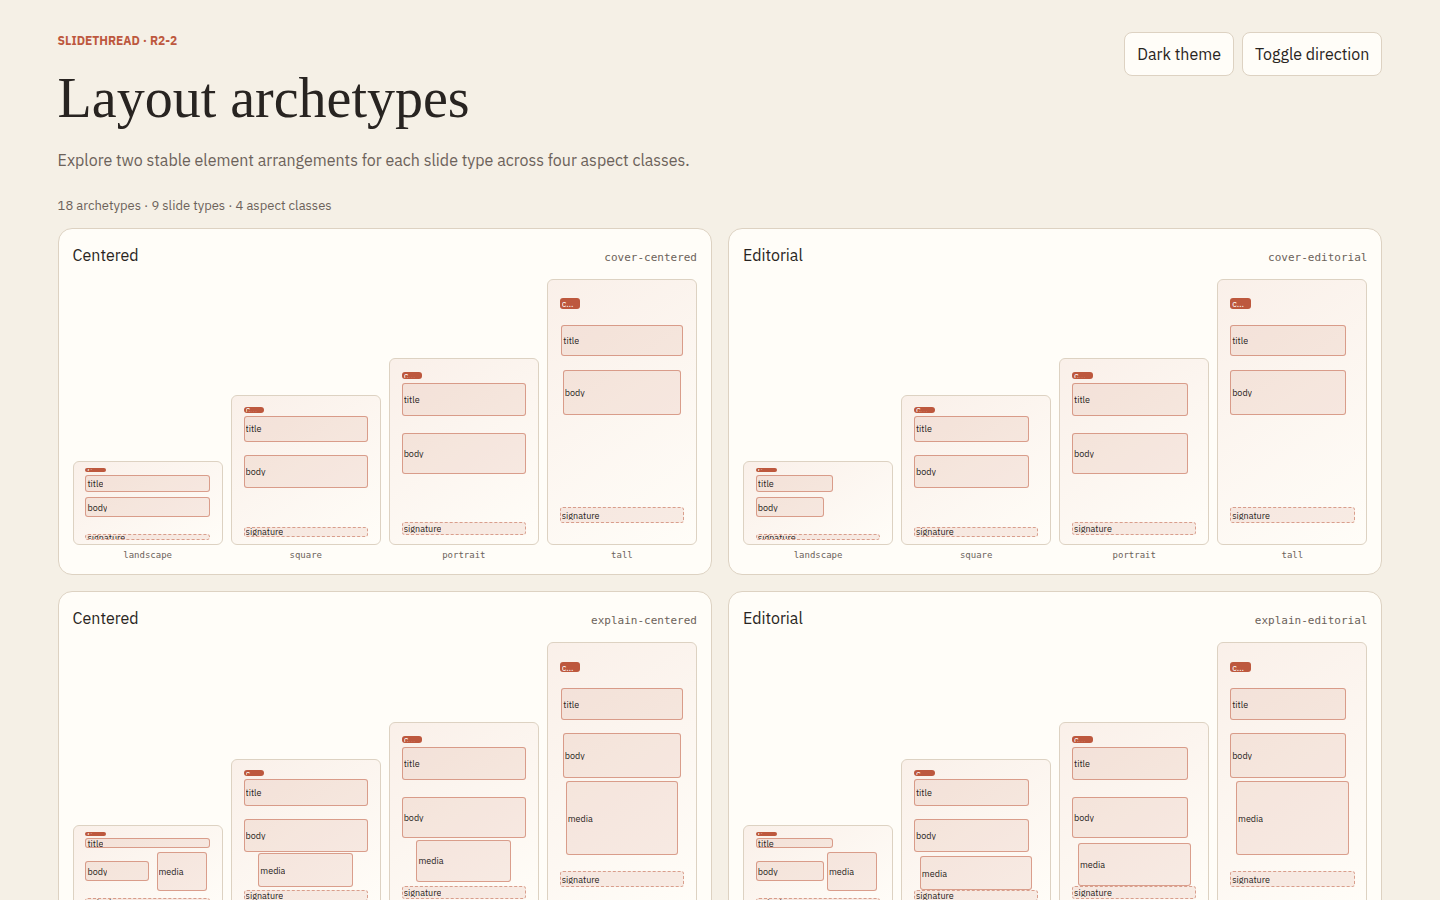 SLIDETHREAD · R2-2
Dark theme
Toggle direction
Layout archetypes
Explore two stable element arrangements for each slide type across four aspect classes.
18 archetypes · 9 slide types · 4 aspect classes
Centered
cover-centered
title
body
signature
landscape
title
body
signature
square
title
body
signature
portrait
c...
title
body
signature
tall
Editorial
cover-editorial
title
body
signature
landscape
title
body
signature
square
title
body
signature
portrait
c...
title
body
signature
tall
Centered
explain-centered
title
body
media
title
body
media
signature
title
body
media
signature
c...
title
body
media
signature
Editorial
explain-editorial
title
body
media
title
body
media
signature
title
body
media
signature
c...
title
body
media
signature